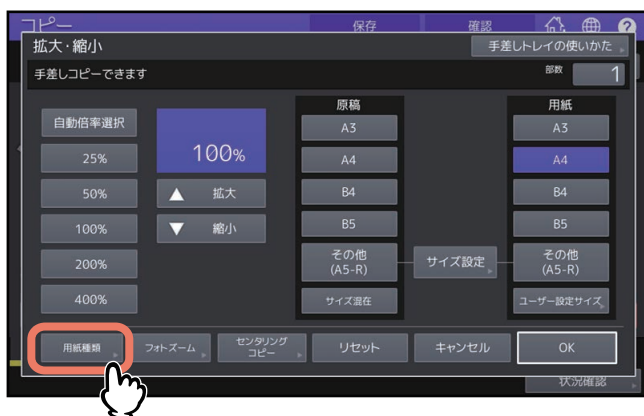 コピー
保存
確認
拡大・縮小
手差しトレイの使いかた
手差しコピーできます
部数
1
自動倍率選択
25%
50%
100%
200%
400%
100%
拡大
縮小
原稿
A3
A4
B4
B5
その他
(A5-R)
サイズ混在
サイズ設定
用紙
A3
A4
B4
B5
その他
(A5-R)
ユーザー設定サイズ
用紙種類
フォトズーム
センタリング
コピー
リセット
キャンセル
OK
状況確認